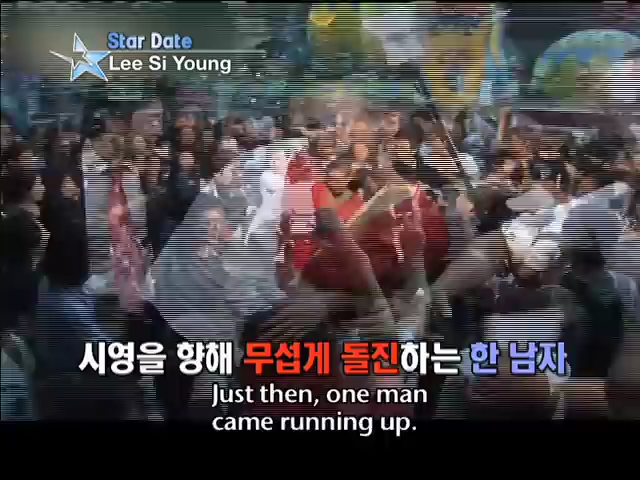 Star Date
Lee Si Young
시영을 향해 무섭게 돌진하는 한 남자
Just then, one man
came running up.